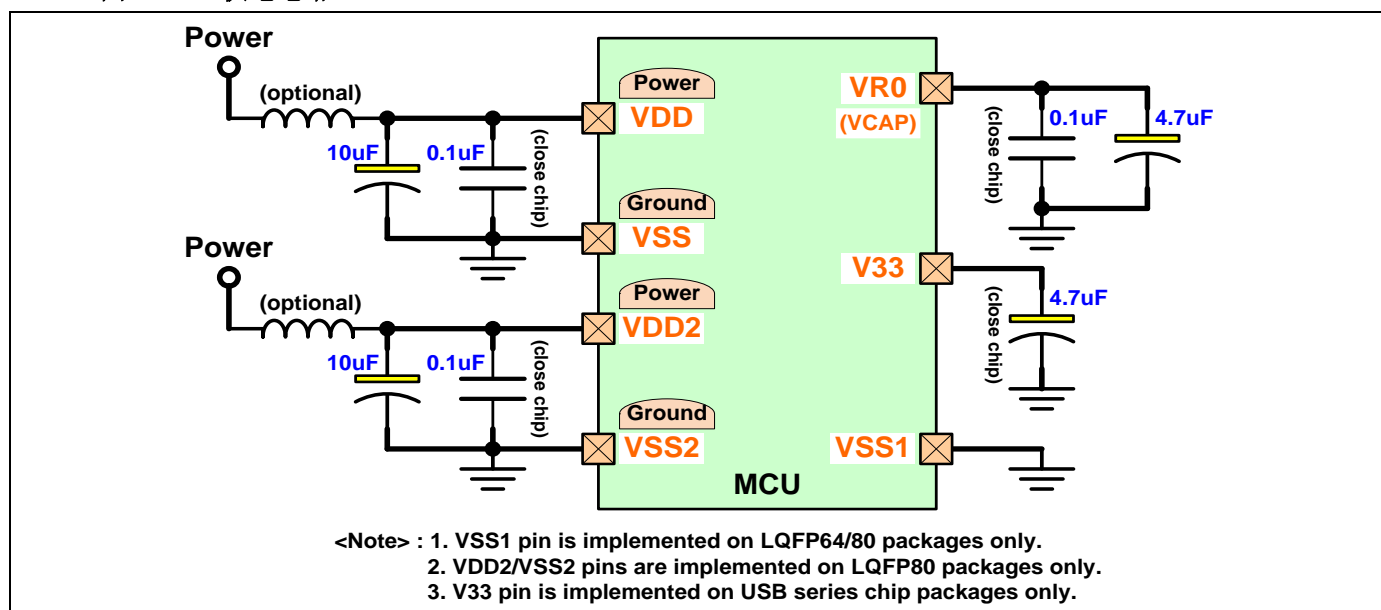 Power
(optional)
10uF
0.1uF
(close chip)
Power
VDD
Ground
VSS
Power
(optional)
10uF
0.1uF
(close chip)
Power
VDD2
Ground
VSS2
MCU
VR0
(VCAP)
0.1uF
4.7uF
(close chip)
V33
4.7uF
(close chip)
VSS1
<Note> : 1. VSS1 pin is implemented on LQFP64/80 packages only.
2. VDD2/VSS2 pins are implemented on LQFP80 packages only.
3. V33 pin is implemented on USB series chip packages only.